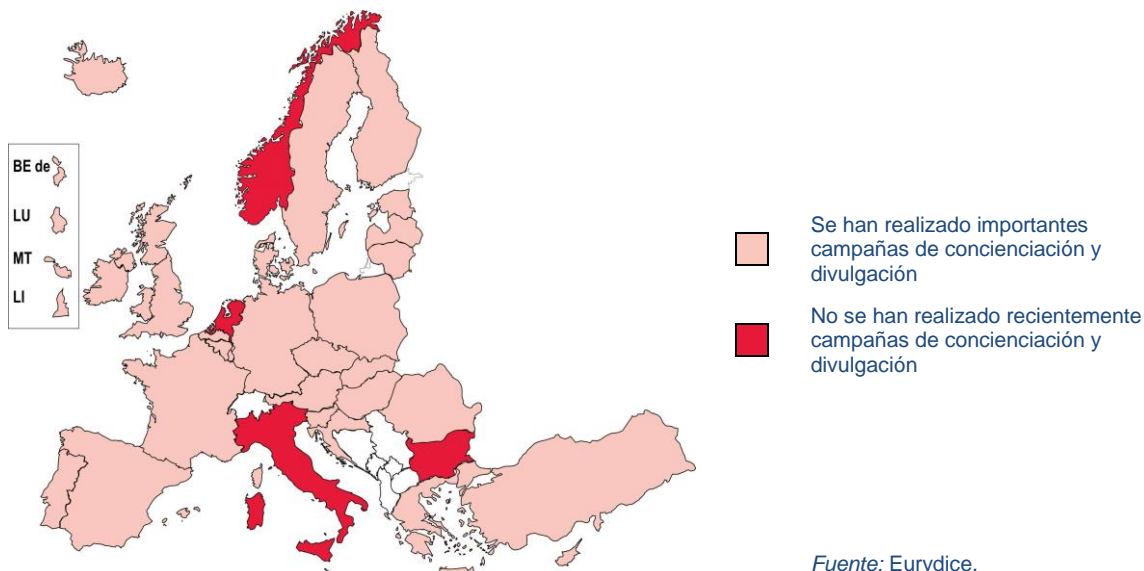 BE de
LU
MT
LI
Se han realizado importantes
campañas de concienciación y
divulgación
No se han realizado recientemente
campañas de concienciación y
divulgación
Fuente: Eurydice.